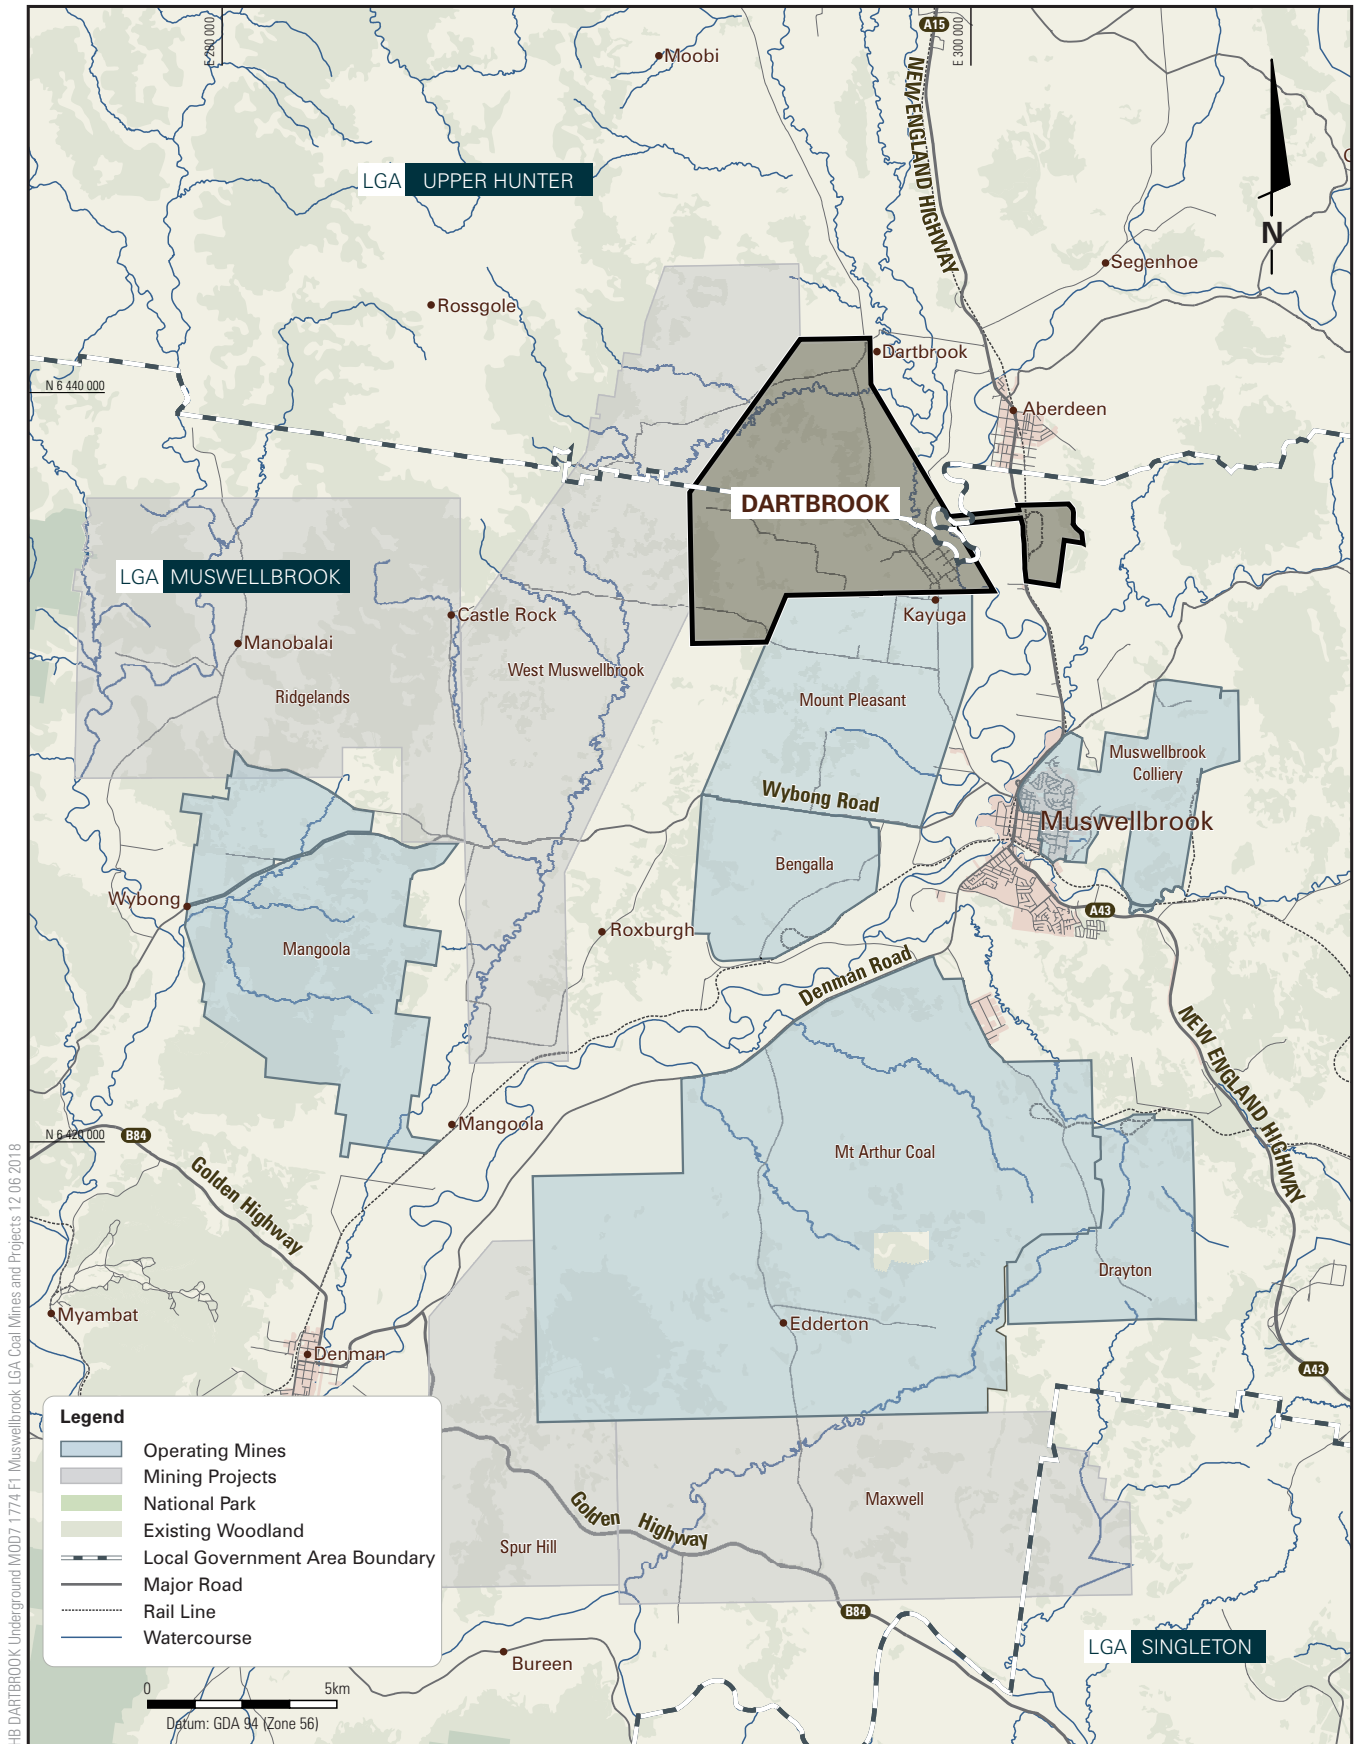 A15
E 280 000
E 300 000
Moobi
NEW ENGLAND HIGHWAY
LGA UPPER HUNTER
N
Segenhoe
Rossgole
Dartbrook
N 6 440 000
Aberdeen
DARTBROOK
LGA MUSWELLBROOK
Castle Rock
Kayuga
Manobalai
West Muswellbrook
Ridgelands
Mount Pleasant
Muswellbrook
Colliery
Wybong Road
Muswellbrook
Bengalla
Wybong
A43
Roxburgh
Mangoola
Denman Road
NEW ENGLAND HIGHWAY
Mangoola
N 6 420 000
B84
Mt Arthur Coal
Golden Highway
Drayton
Myambat
Edderton
Denman
A43
Legend
Operating Mines
Mining Projects
National Park
Existing Woodland
Local Government Area Boundary
Major Road
Rail Line
Watercourse
Maxwell
Golden Highway
Spur Hill
B84
LGA SINGLETON
Bureen
0 5km
Datum: GDA 94 (Zone 56)
HB DARTBROOK Underground MOD7 1774 F1 Muswellbrook LGA Coal Mines and Projects 12 06 2018